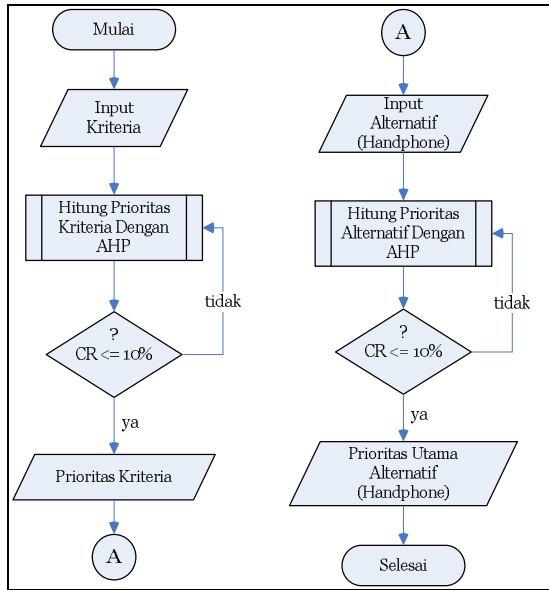 Mulai
Input
Kriteria
Hitung Prioritas
Kriteria Dengan
AHP
tidak
?
CR <= 10%
ya
Prioritas Kriteria
A
A
Input
Alternatif
(Handphone)
Hitung Prioritas
Alternatif Dengan
AHP
tidak
?
CR <= 10%
ya
Prioritas Utama
Alternatif
(Handphone)
Selesai